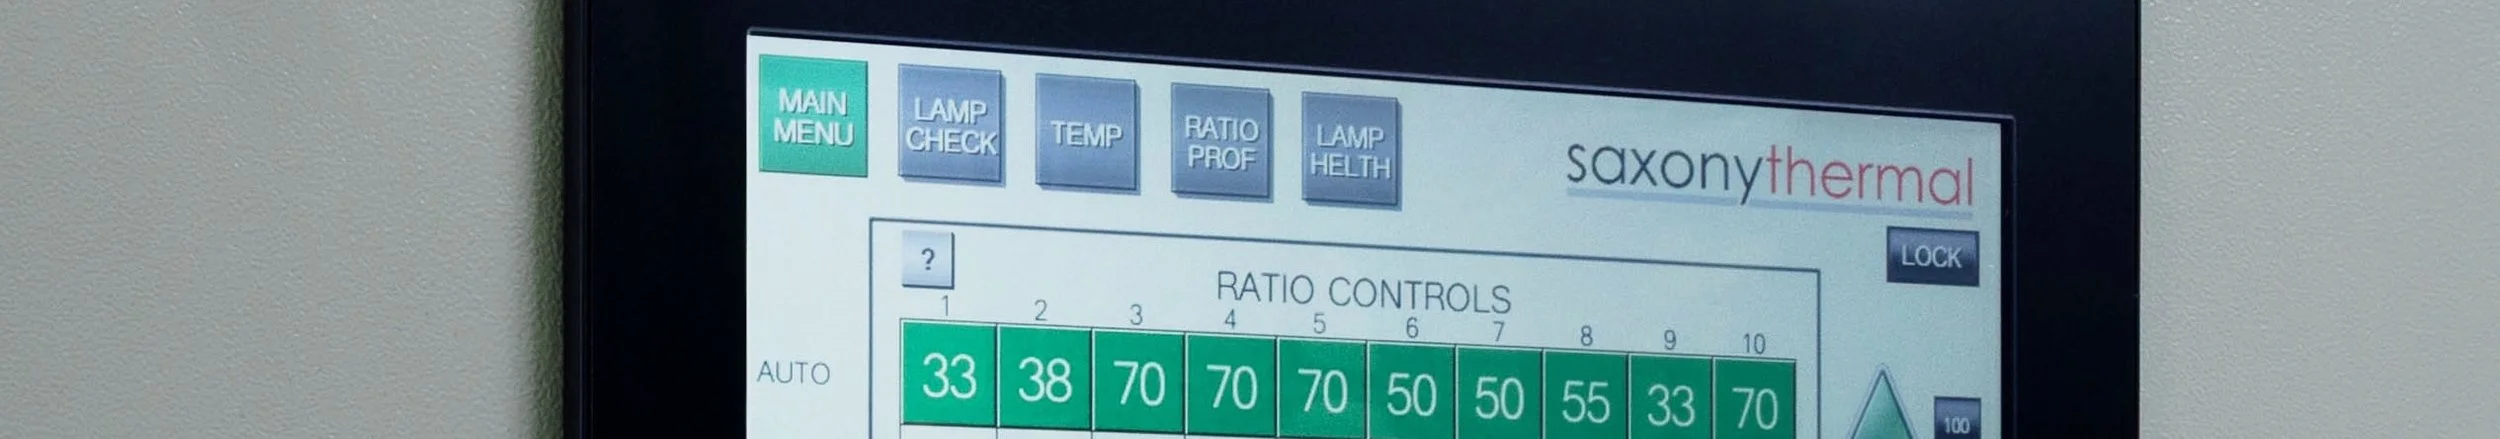 MAIN
MENU
LAMP
CHECK
TEMP
RATIO
PROF
LAMP
HELTH
saxonythermal
LOCK
?
RATIO CONTROLS
1 2 3 4 5 6 7 8 9 10
AUTO 33 38 70 70 70 50 50 55 33 70
100